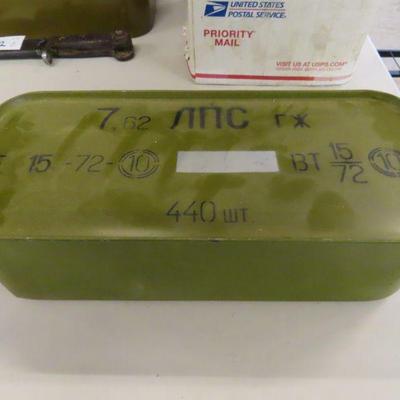 UNITED STATES
POSTAL SERVICE
PRIORITY
MAIL
VISIT US AT USPS.COM
7,62 ЛПС гж
15 -72- 10 ВТ 15/72 10
440 шт.